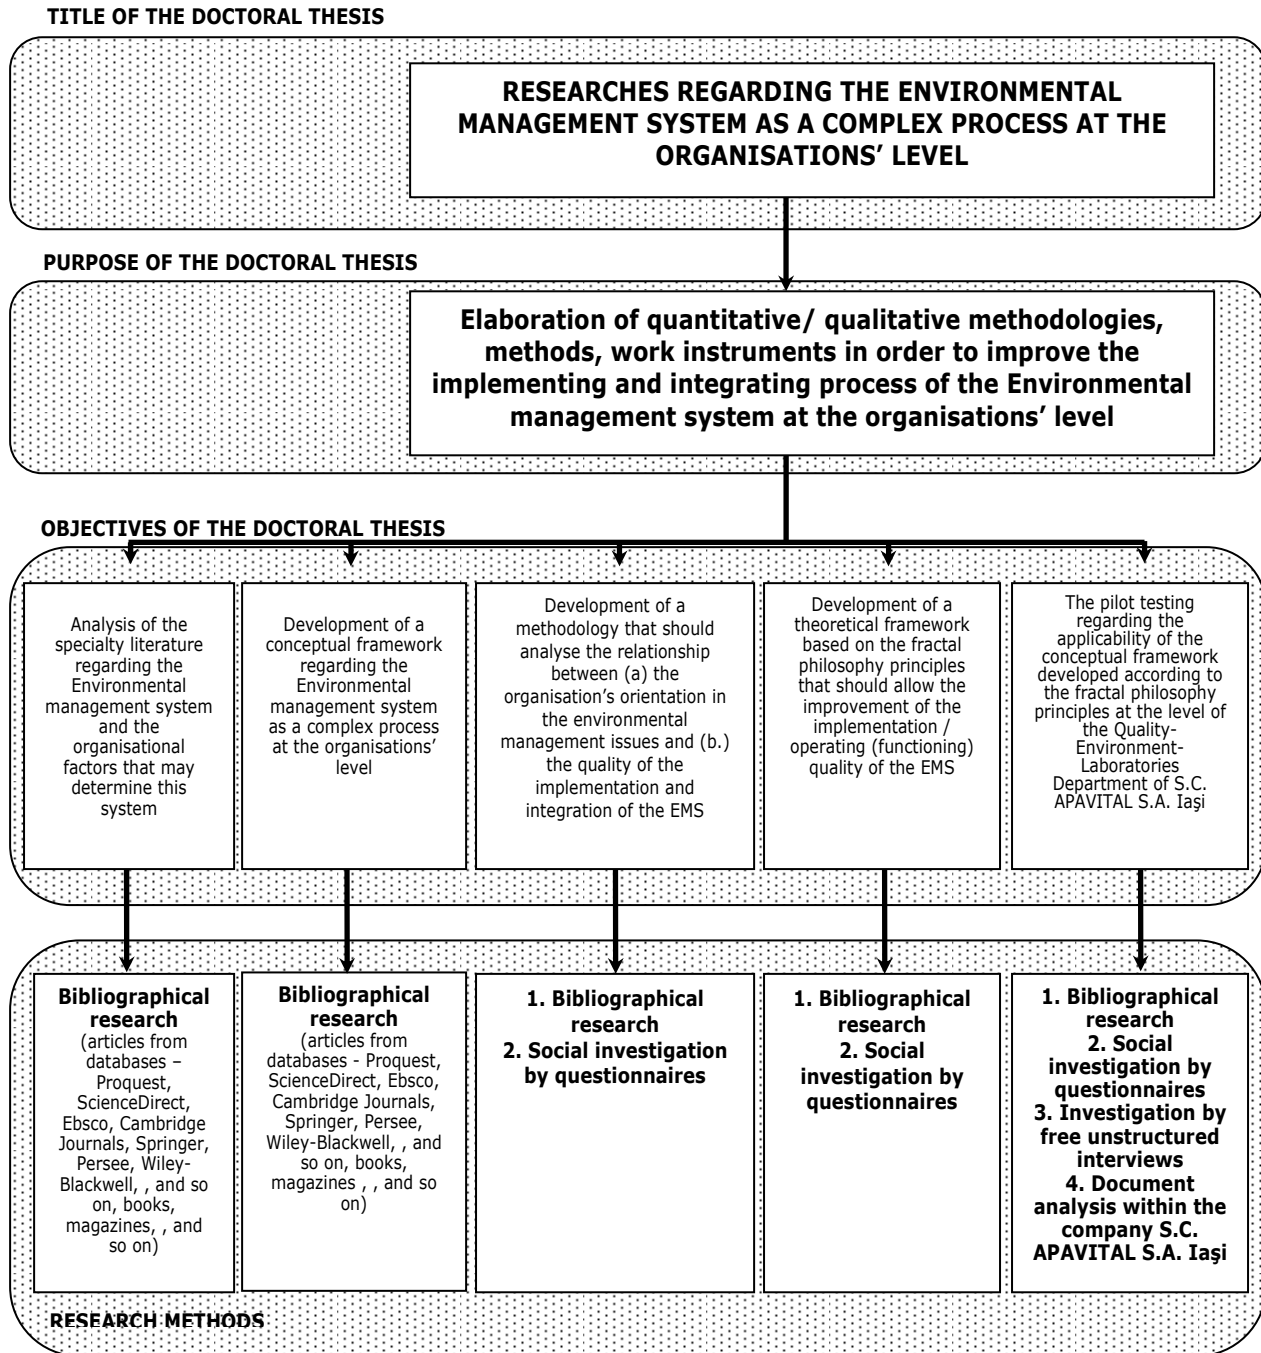 TITLE OF THE DOCTORAL THESIS
RESEARCHES REGARDING THE ENVIRONMENTAL
MANAGEMENT SYSTEM AS A COMPLEX PROCESS AT THE
ORGANISATIONS’ LEVEL
PURPOSE OF THE DOCTORAL THESIS
Elaboration of quantitative/ qualitative methodologies,
methods, work instruments in order to improve the
implementing and integrating process of the Environmental
management system at the organisations’ level
OBJECTIVES OF THE DOCTORAL THESIS
Analysis of the
specialty literature
regarding the
Environmental
management system
and the
organisational
factors that may
determine this
system
Development of a
conceptual framework
regarding the
Environmental
management system
as a complex process
at the organisations’
level
Development of a
methodology that should
analyse the relationship
between (a) the
organisation’s orientation in
the environmental
management issues and (b.)
the quality of the
implementation and
integration of the EMS
Development of a
theoretical framework
based on the fractal
philosophy principles
that should allow the
improvement of the
implementation /
operating (functioning)
quality of the EMS
The pilot testing
regarding the
applicability of the
conceptual framework
developed according to
the fractal philosophy
principles at the level of
the Quality-
Environment-
Laboratories
Department of S.C.
APAVITAL S.A. Iaşi
Bibliographical
research
(articles from
databases –
Proquest,
ScienceDirect,
Ebsco, Cambridge
Journals, Springer,
Persee, Wiley-
Blackwell, , and so
on, books,
magazines, , and
so on)
Bibliographical
research
(articles from
databases - Proquest,
ScienceDirect, Ebsco,
Cambridge Journals,
Springer, Persee,
Wiley-Blackwell, , and
so on, books,
magazines , , and so
on)
1. Bibliographical
research
2. Social investigation
by questionnaires
1. Bibliographical
research
2. Social
investigation by
questionnaires
1. Bibliographical
research
2. Social
investigation by
questionnaires
3. Investigation by
free unstructured
interviews
4. Document
analysis within the
company S.C.
APAVITAL S.A. Iaşi
RESEARCH METHODS